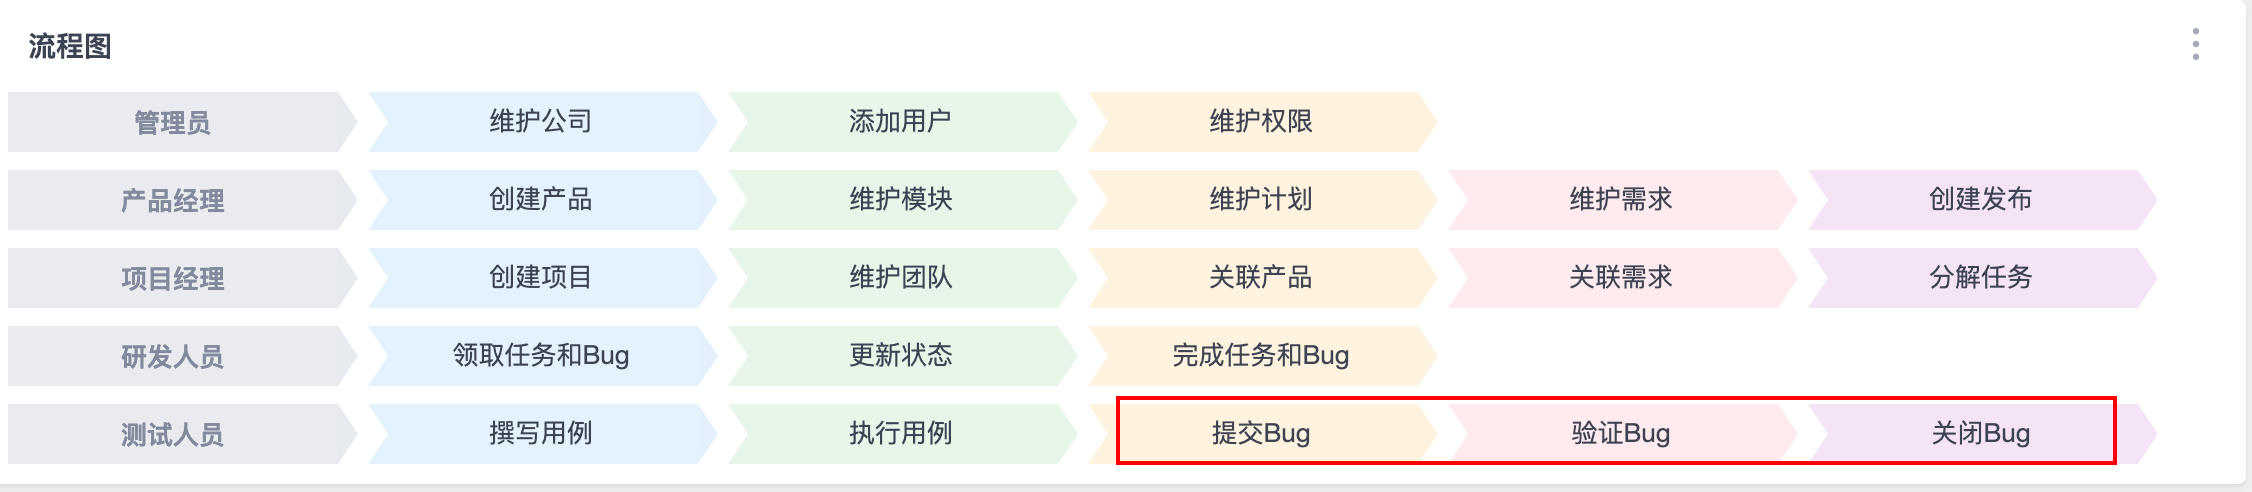 流程图
管理员 维护公司 添加用户 维护权限
产品经理 创建产品 维护模块 维护计划 维护需求 创建发布
项目经理 创建项目 维护团队 关联产品 关联需求 分解任务
研发人员 领取任务和Bug 更新状态 完成任务和Bug
测试人员 撰写用例 执行用例 提交Bug 验证Bug 关闭Bug